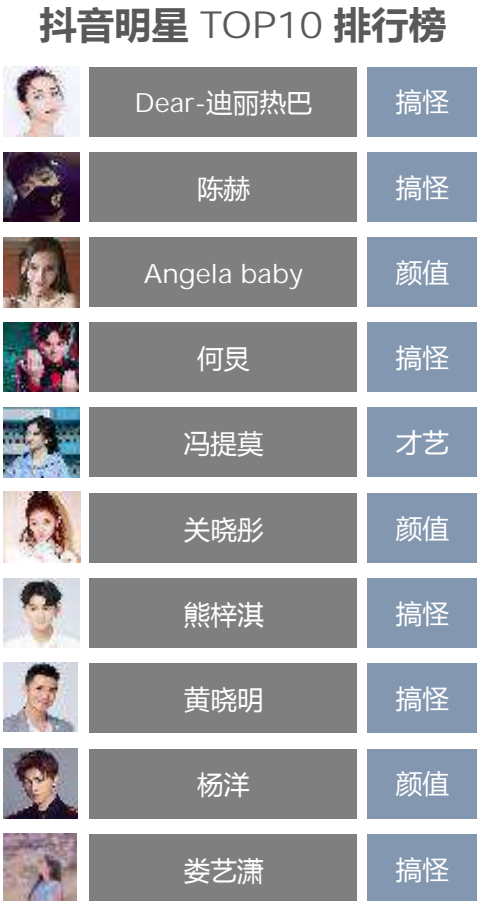 抖音明星 TOP10 排行榜
Dear-迪丽热巴 搞怪
陈赫 搞怪
Angela baby 颜值
何炅 搞怪
冯提莫 才艺
关晓彤 颜值
熊梓淇 搞怪
黄晓明 搞怪
杨洋 颜值
娄艺潇 搞怪